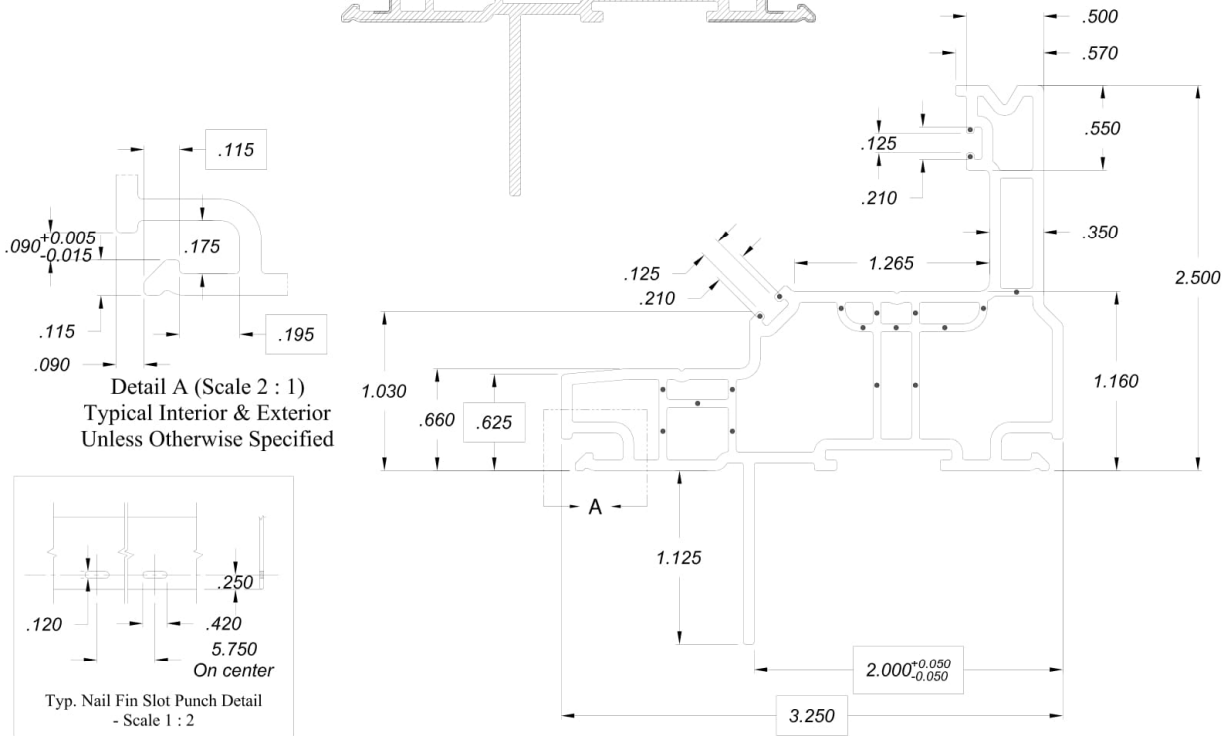 .500
.570
.115
.550
.125
.210
.090 +0.005 -0.015
.175
.350
.125
.210
1.265
2.500
.115
.195
.090
Detail A (Scale 2 : 1)
Typical Interior & Exterior
Unless Otherwise Specified
1.030
.660
.625
1.160
A
1.125
.250
.120
.420
5.750
On center
Typ. Nail Fin Slot Punch Detail
- Scale 1 : 2
2.000 +0.050 -0.050
3.250